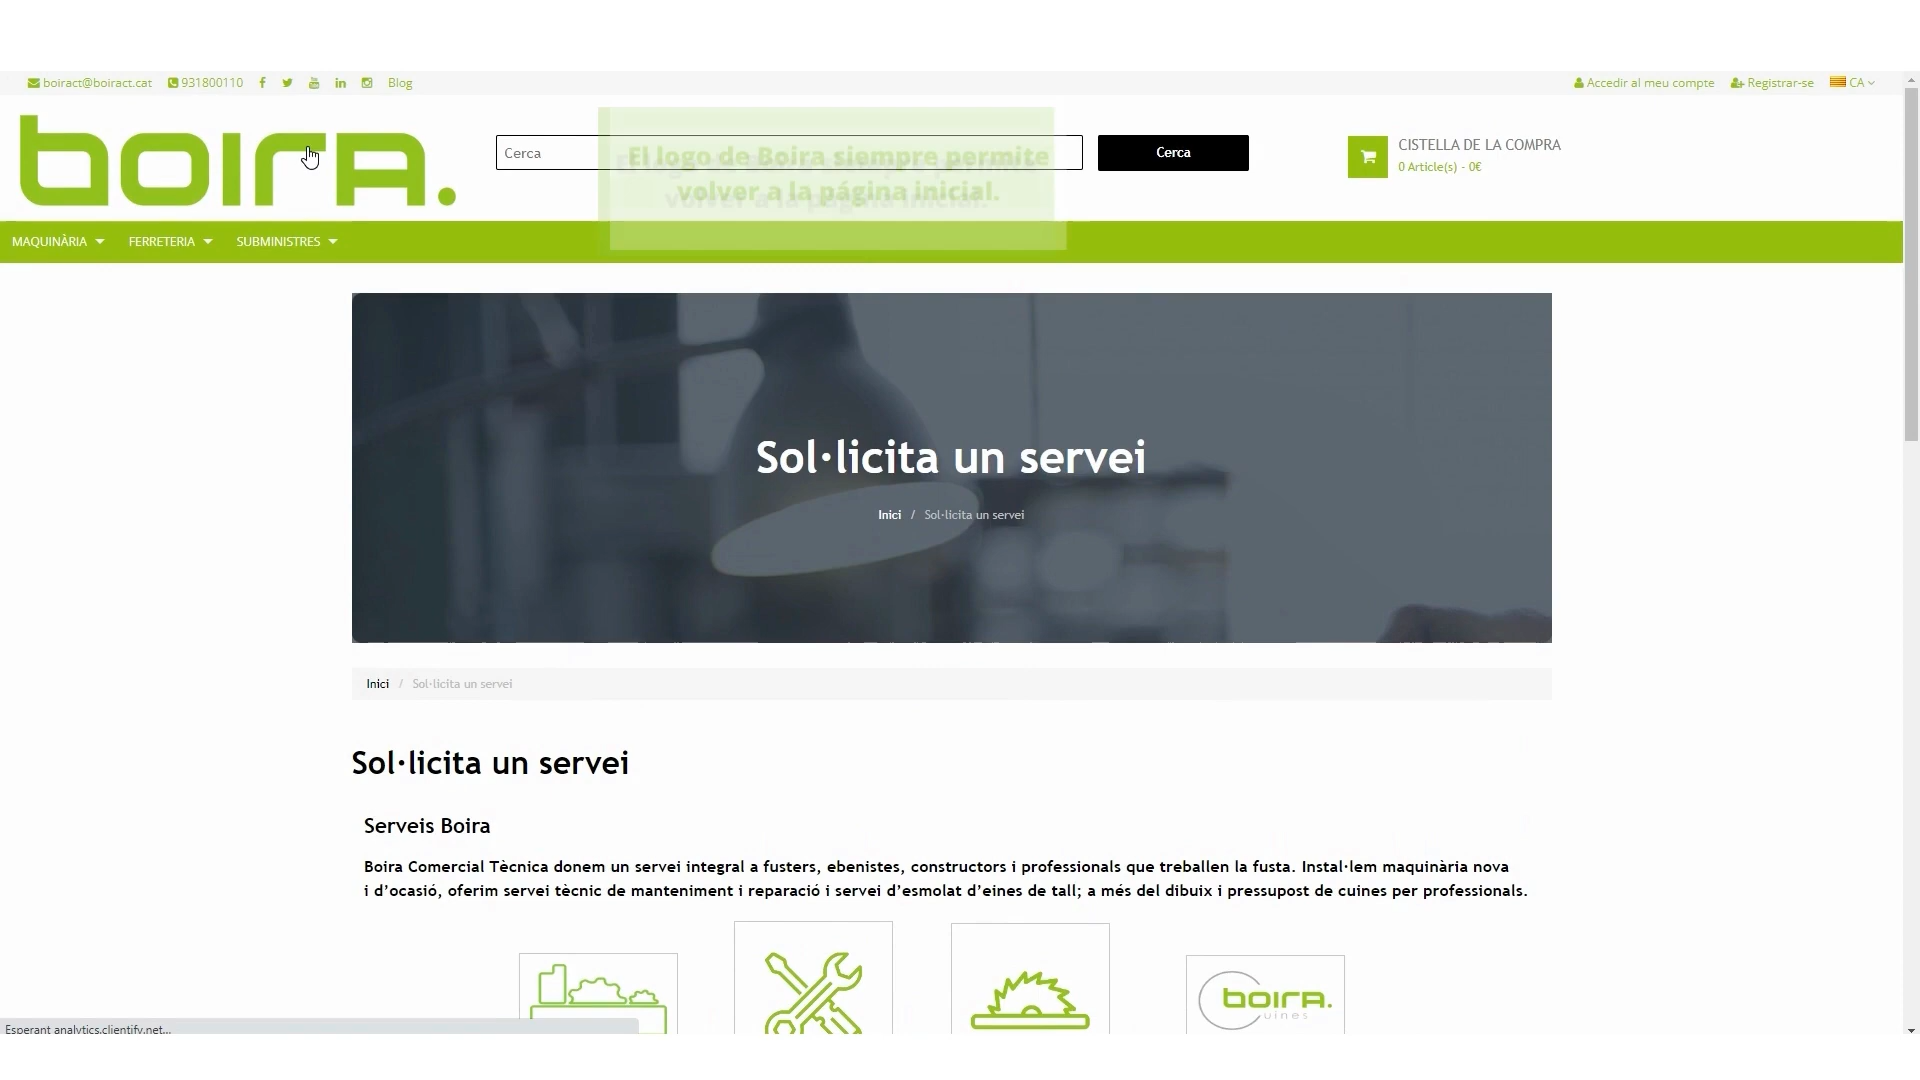 boiract@boiract.cat 931800110 Blog
Accedir al meu compte Registrar-se CA
boira.
Cerca
Cerca
El logo de Boira siempre permite
volver a la página inicial.
CISTELLA DE LA COMPRA
0 Article(s) - 0€
MAQUINÀRIA FERRETERIA SUBMINISTRES
Sol·licita un servei
Inici / Sol·licita un servei
Inici / Sol·licita un servei
Sol·licita un servei
Serveis Boira
Boira Comercial Tècnica donem un servei integral a fusters, ebenistes, constructors i professionals que treballen la fusta. Instal·lem maquinària nova
i d’ocasió, oferim servei tècnic de manteniment i reparació i servei d’esmolat d’eines de tall; a més del dibuix i pressupost de cuines per professionals.
boira.
uines
Esperant analytics.clientify.net...